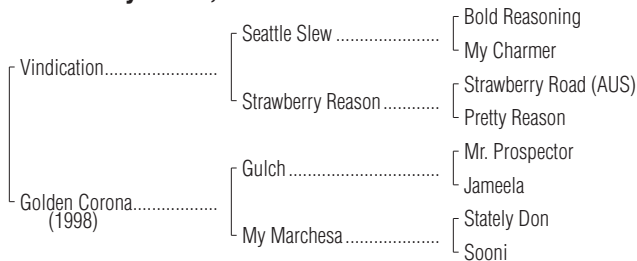 Bold Reasoning
Seattle Slew
My Charmer
Vindication
Strawberry Road (AUS)
Strawberry Reason
Pretty Reason
Mr. Prospector
Gulch
Jameela
Golden Corona
(1998)
Stately Don
My Marchesa
Sooni